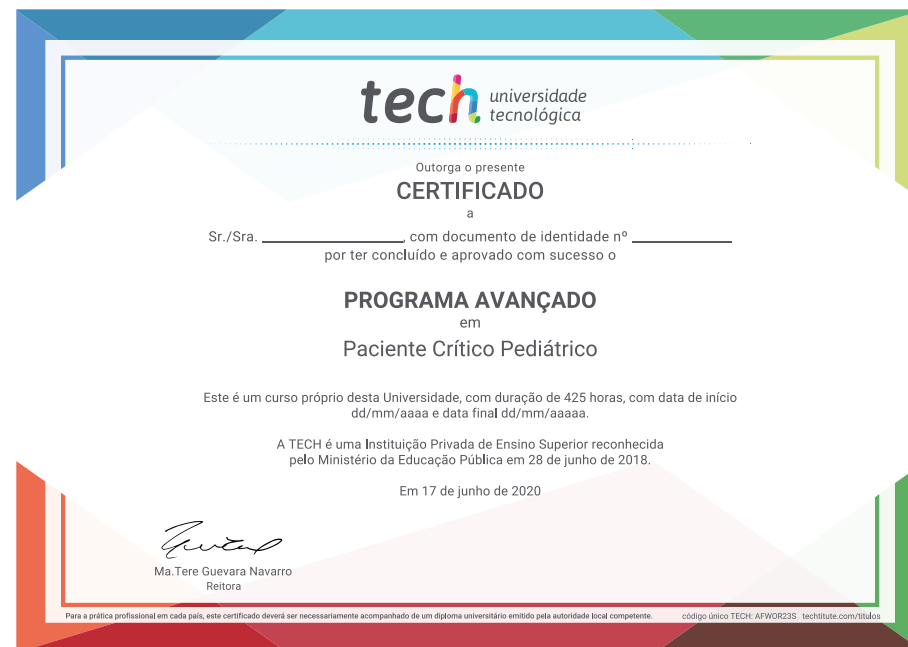 tech universidade
tecnológica
Outorga o presente
CERTIFICADO
a
Sr./Sra. ____________, com documento de identidade nº ____________
por ter concluído e aprovado com sucesso o
PROGRAMA AVANÇADO
em
Paciente Crítico Pediátrico
Este é um curso próprio desta Universidade, com duração de 425 horas, com data de início
dd/mm/aaaa e data final dd/mm/aaaaa.
A TECH é uma Instituição Privada de Ensino Superior reconhecida
pelo Ministério da Educação Pública em 28 de junho de 2018.
Em 17 de junho de 2020
Ma.Tere Guevara Navarro
Reitora
Para a prática profissional em cada país, este certificado deverá ser necessariamente acompanhado de um diploma universitário emitido pela autoridade local competente. código único TECH: AFWOR23S techtitute.com/titulos